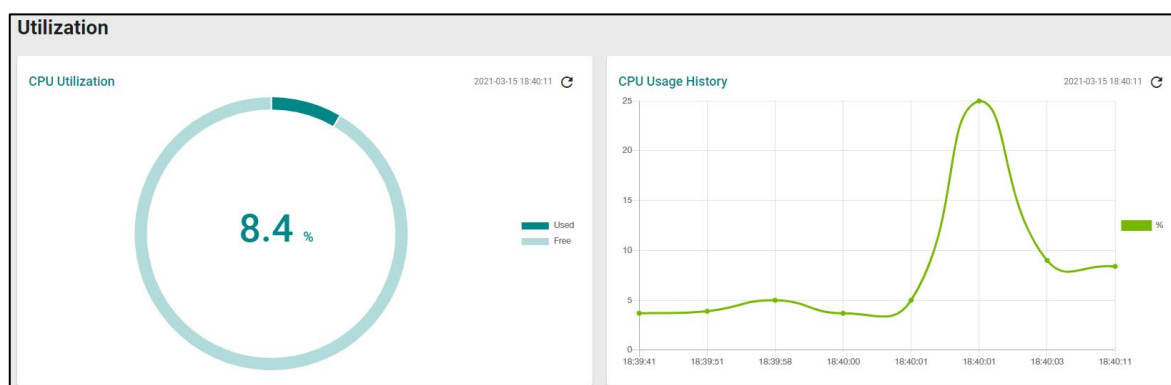 Utilization
CPU Utilization
2021-03-15 18:40:11
8.4 %
Used
Free
CPU Usage History
2021-03-15 18:40:11
25
20
15
10
5
0
18:39:41 18:39:51 18:39:58 18:40:00 18:40:01 18:40:01 18:40:03 18:40:11
%